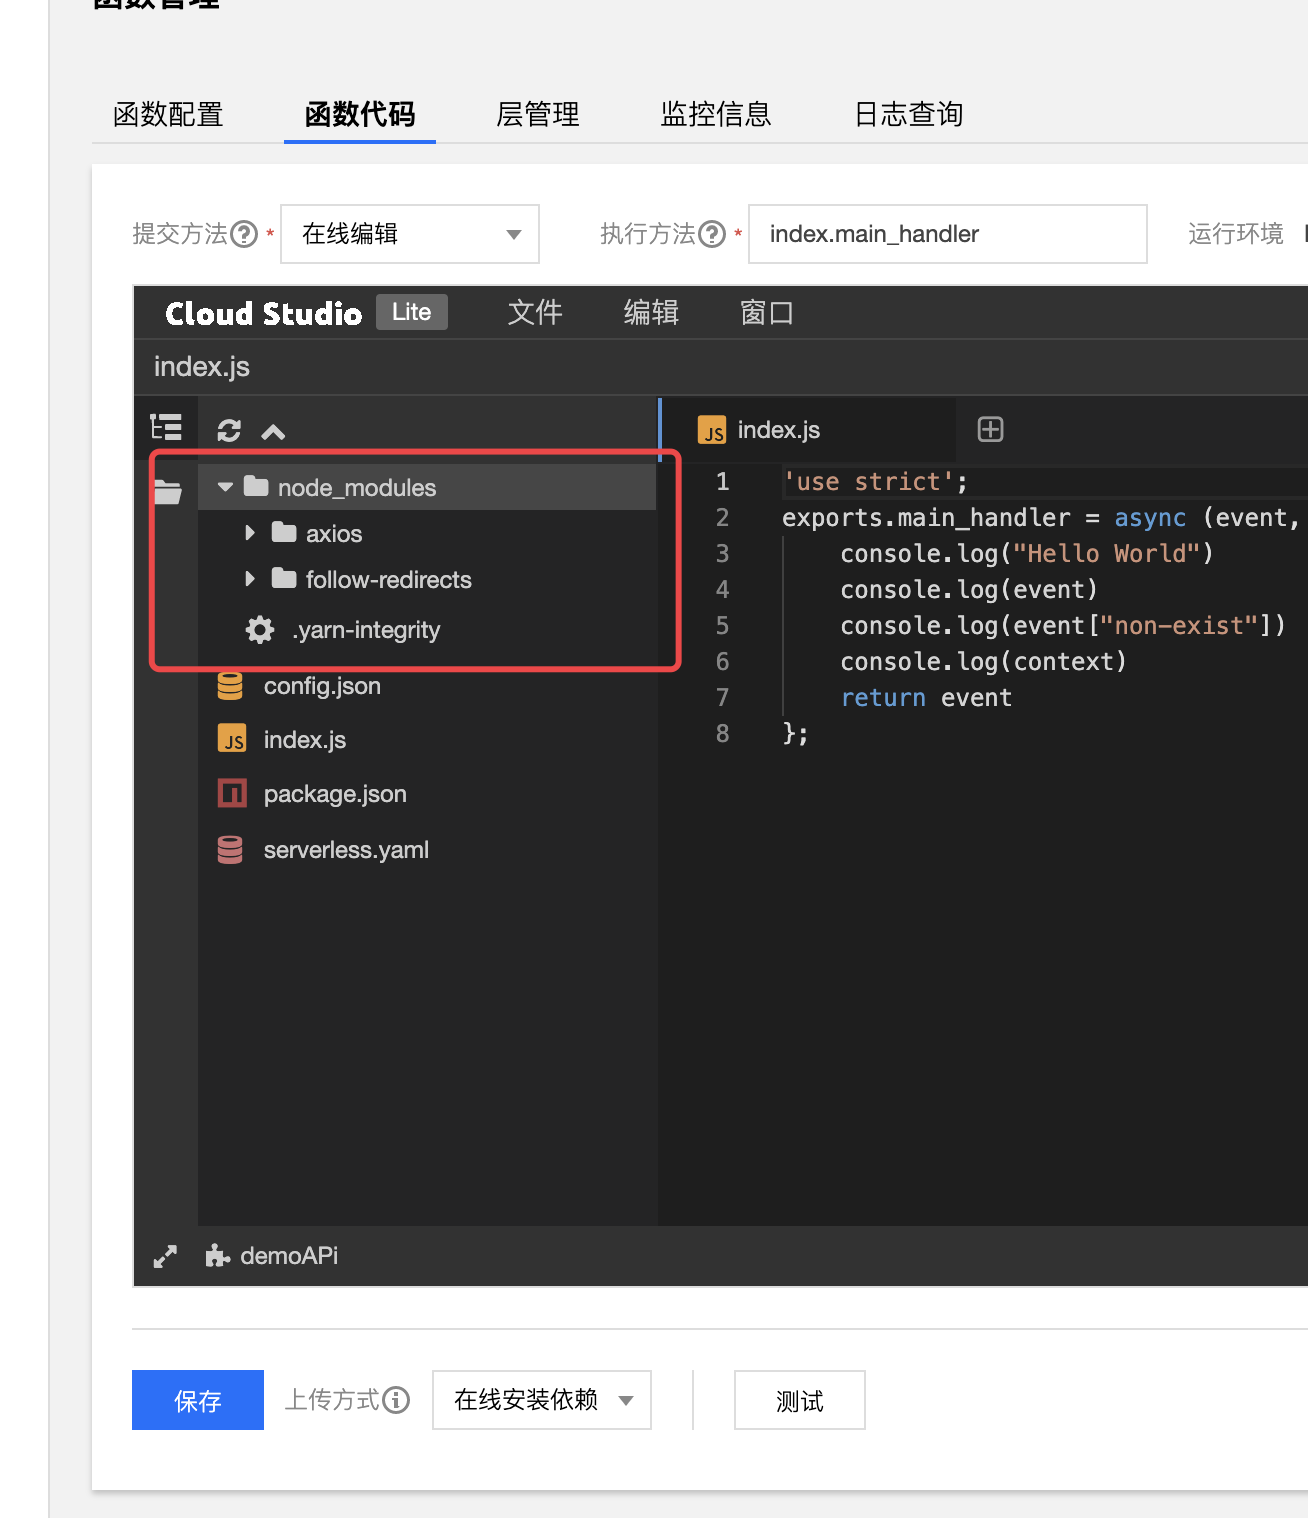 函数管理
函数配置 函数代码 层管理 监控信息 日志查询
提交方法 * 在线编辑 执行方法 * index.main_handler 运行环境
Cloud Studio Lite 文件 编辑 窗口
index.js
JS index.js
node_modules
axios
follow-redirects
.yarn-integrity
config.json
JS index.js
package.json
serverless.yaml
1 'use strict';
2 exports.main_handler = async (event,
3 console.log("Hello World")
4 console.log(event)
5 console.log(event["non-exist"])
6 console.log(context)
7 return event
8 };
demoAPi
保存 上传方式 在线安装依赖 测试